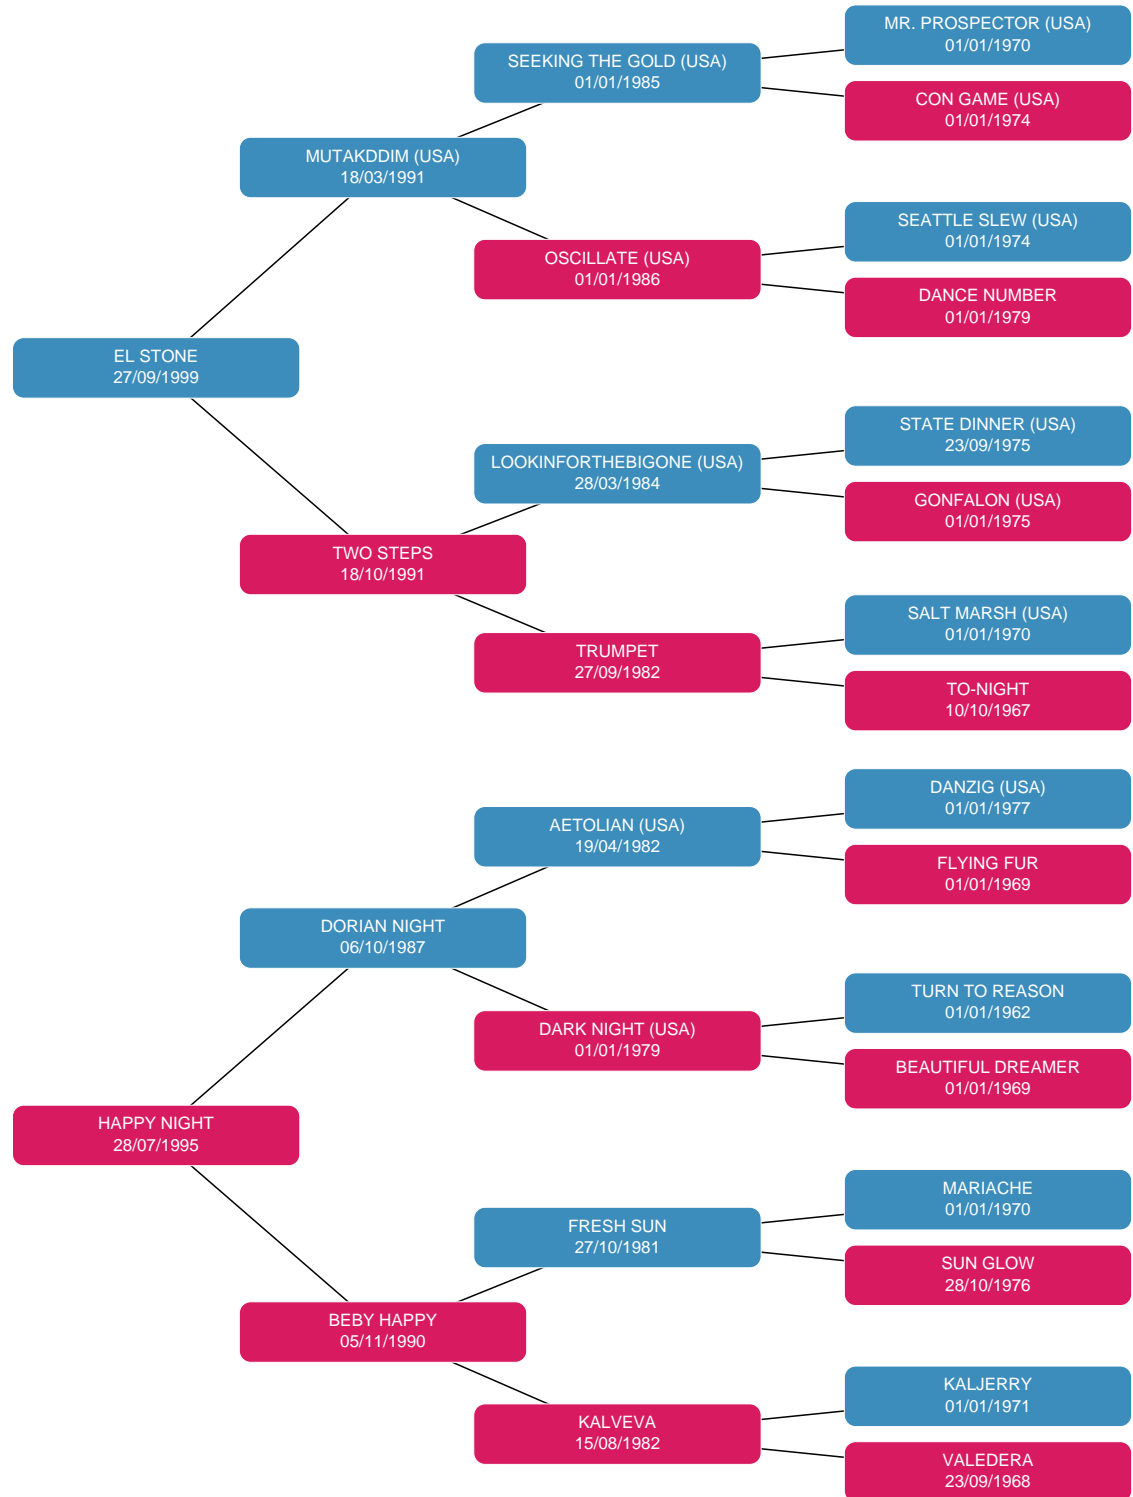 MR. PROSPECTOR (USA)
01/01/1970
SEEKING THE GOLD (USA)
01/01/1985
CON GAME (USA)
01/01/1974
MUTAKDDIM (USA)
18/03/1991
SEATTLE SLEW (USA)
01/01/1974
OSCILLATE (USA)
01/01/1986
DANCE NUMBER
01/01/1979
EL STONE
27/09/1999
STATE DINNER (USA)
23/09/1975
LOOKINFORTHEBIGONE (USA)
28/03/1984
GONFALON (USA)
01/01/1975
TWO STEPS
18/10/1991
SALT MARSH (USA)
01/01/1970
TRUMPET
27/09/1982
TO-NIGHT
10/10/1967
DANZIG (USA)
01/01/1977
AETOLIAN (USA)
19/04/1982
FLYING FUR
01/01/1969
DORIAN NIGHT
06/10/1987
TURN TO REASON
01/01/1962
DARK NIGHT (USA)
01/01/1979
BEAUTIFUL DREAMER
01/01/1969
HAPPY NIGHT
28/07/1995
MARIACHE
01/01/1970
FRESH SUN
27/10/1981
SUN GLOW
28/10/1976
BEBY HAPPY
05/11/1990
KALJERRY
01/01/1971
KALVEVA
15/08/1982
VALEDERA
23/09/1968